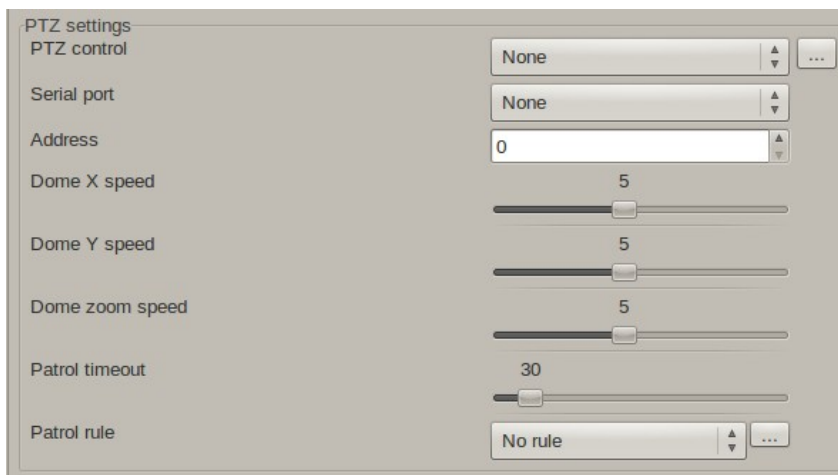 PTZ settings
PTZ control None ...
Serial port None
Address 0
Dome X speed 5
Dome Y speed 5
Dome zoom speed 5
Patrol timeout 30
Patrol rule No rule ...